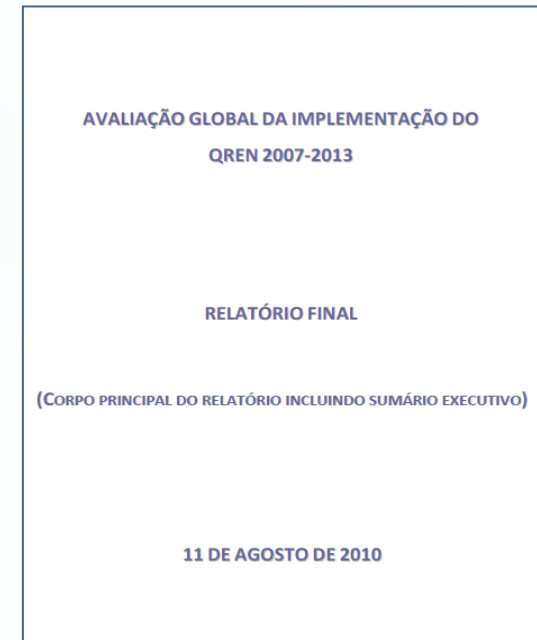 AVALIAÇÃO GLOBAL DA IMPLEMENTAÇÃO DO
QREN 2007-2013
RELATÓRIO FINAL
(CORPO PRINCIPAL DO RELATÓRIO INCLUINDO SUMÁRIO EXECUTIVO)
11 DE AGOSTO DE 2010